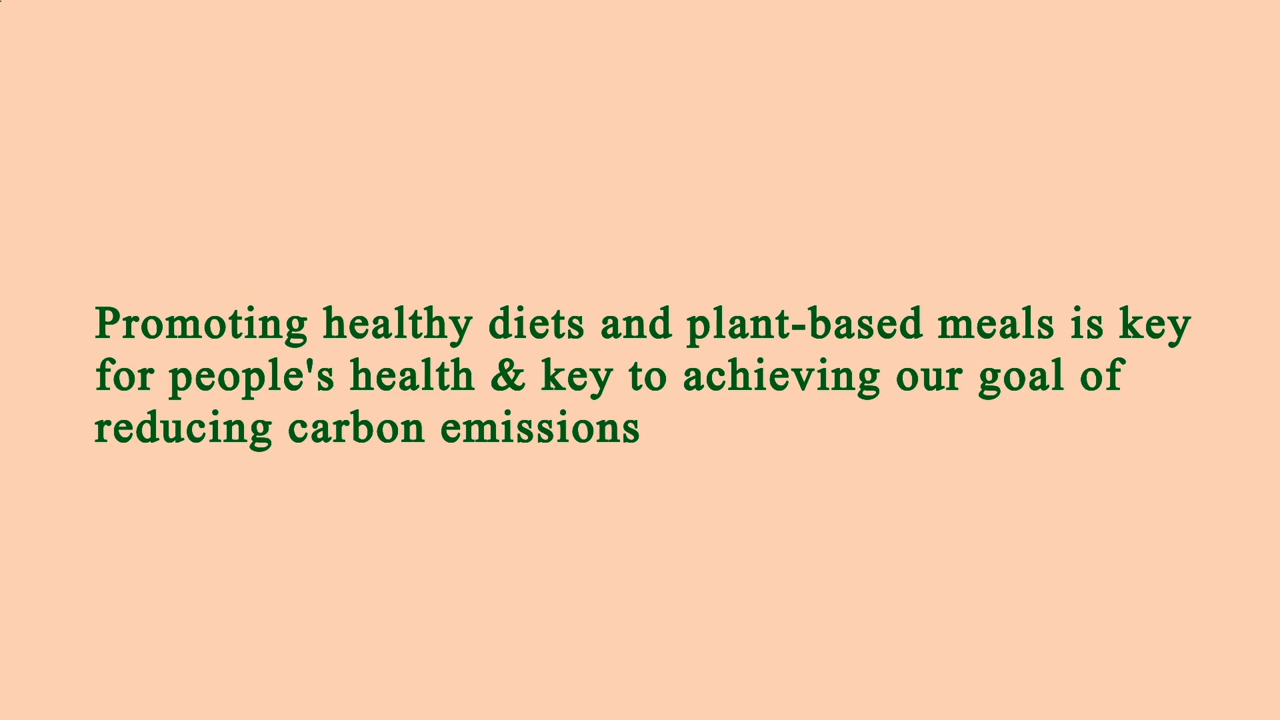 Promoting healthy diets and plant-based meals is key
for people's health & key to achieving our goal of
reducing carbon emissions